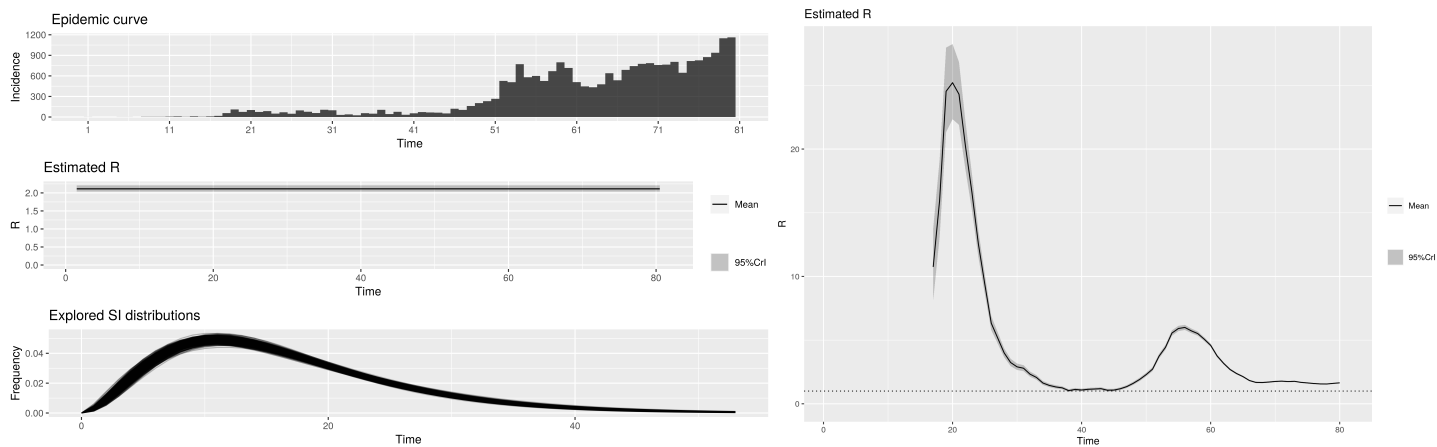 Epidemic curve
1200
900
600
300
0
Incidence
1 11 21 31 41 51 61 71 81
Time
Estimated R
2.0
1.5
1.0
0.5
0.0
R
0 20 40 60 80
Time
Mean
95%CrI
Explored SI distributions
0.04
0.02
0.00
Frequency
0 20 40
Time
Estimated R
20
10
0
R
0 20 40 60 80
Time
Mean
95%CrI